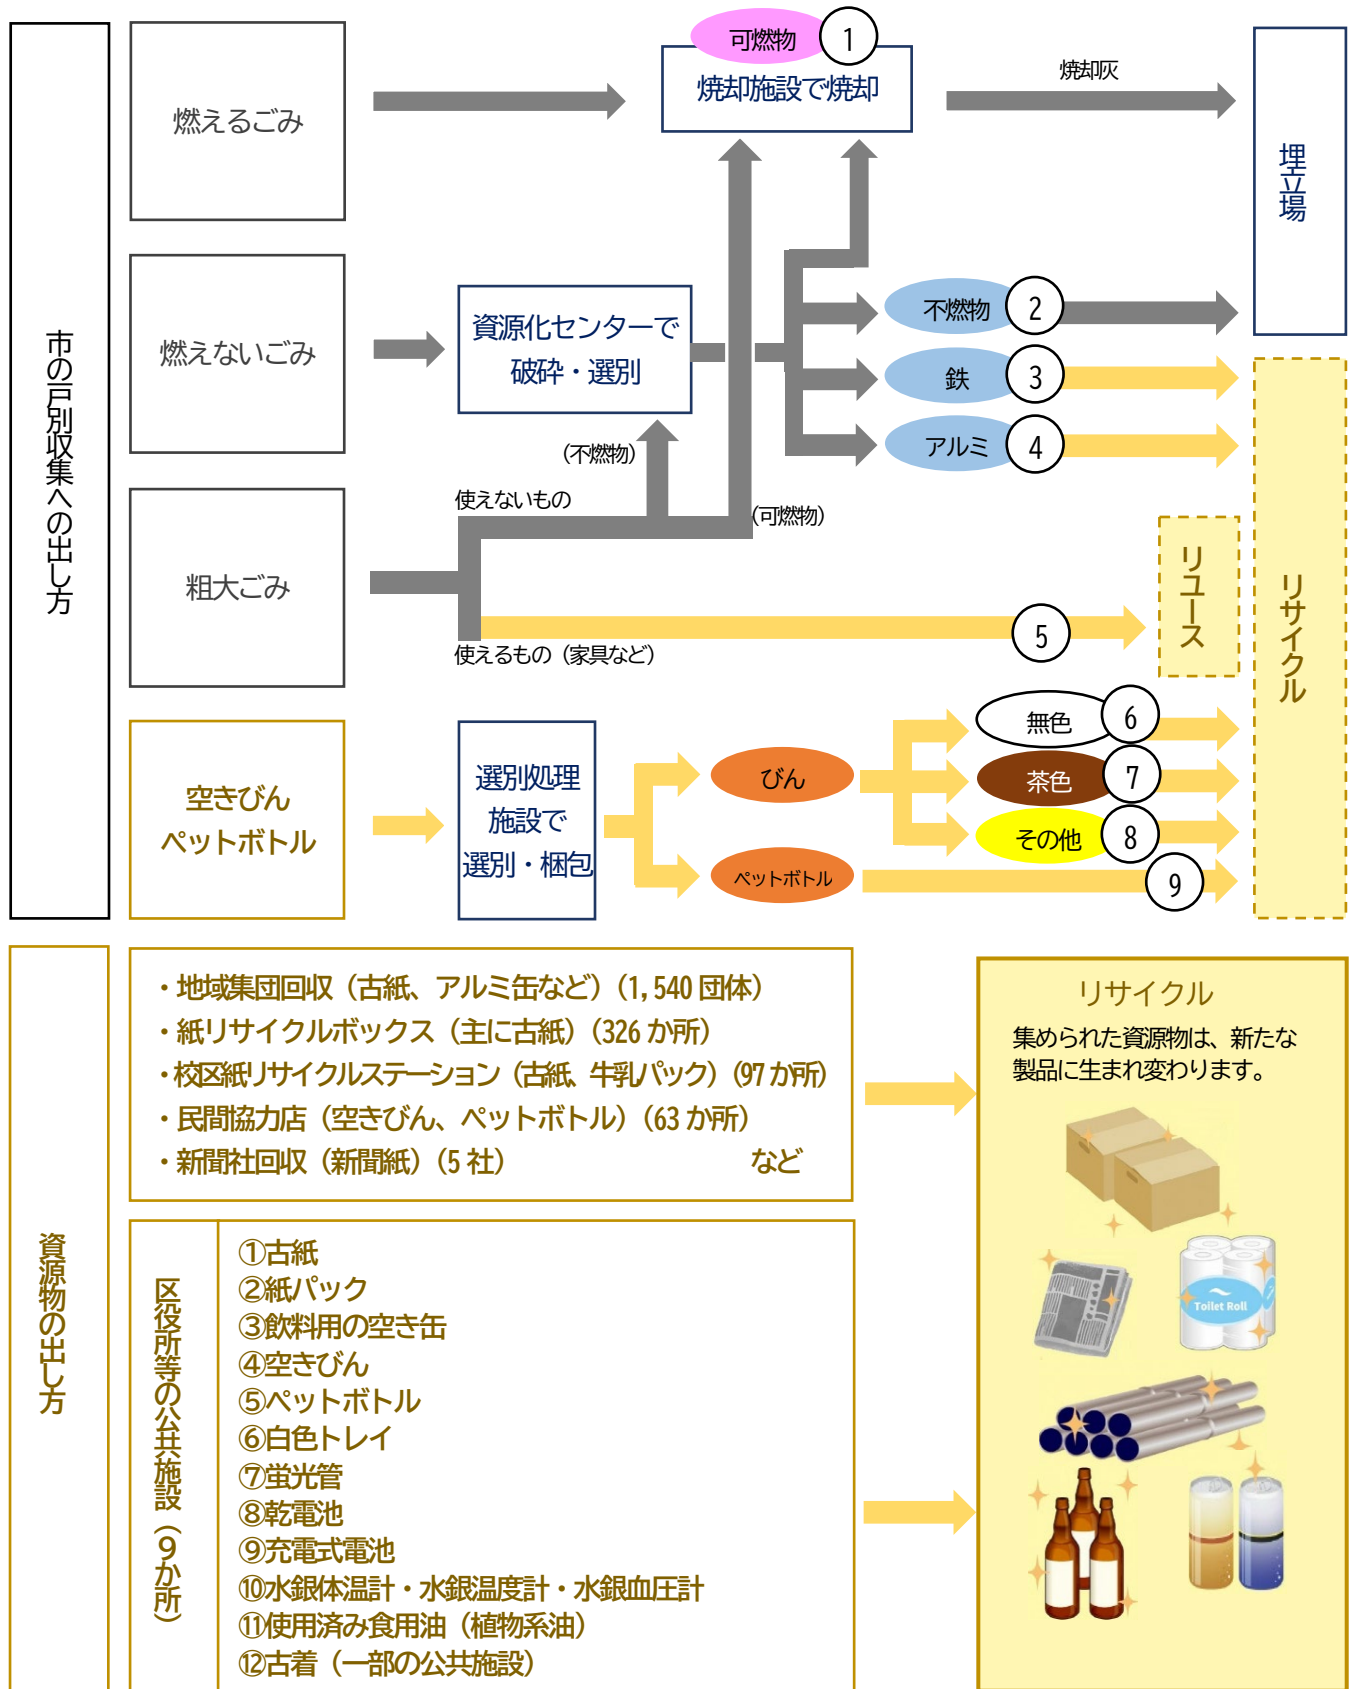 市の戸別収集への出し方
燃えるごみ
可燃物
1
焼却施設で焼却
焼却灰
埋立場
燃えないごみ
資源化センターで
破砕・選別
不燃物
2
鉄
3
アルミ
4
(不燃物)
使えないもの
(可燃物)
粗大ごみ
使えるもの（家具など）
5
リユース
リサイクル
空きびん
ペットボトル
選別処理
施設で
選別・梱包
びん
ペットボトル
無色
6
茶色
7
その他
8
9
資源物の出し方
・地域集団回収（古紙、アルミ缶など）（1,540 団体）
・紙リサイクルボックス（主に古紙）（326 か所）
・校区紙リサイクルステーション（古紙、牛乳パック）（97か所）
・民間協力店（空きびん、ペットボトル）（63 か所）
・新聞社回収（新聞紙）（5 社） など
区役所等の公共施設（９か所）
①古紙
②紙パック
③飲料用の空き缶
④空きびん
⑤ペットボトル
⑥白色トレイ
⑦蛍光管
⑧乾電池
⑨充電式電池
⑩水銀体温計・水銀温度計・水銀血圧計
⑪使用済み食用油（植物系油）
⑫古着（一部の公共施設）
リサイクル
集められた資源物は、新たな
製品に生まれ変わります。
Toilet Roll